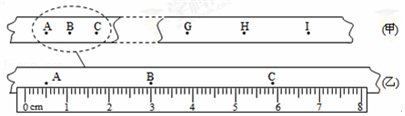 A B C G H I (甲)
A B C (乙)
0 cm 1 2 3 4 5 6 7 8